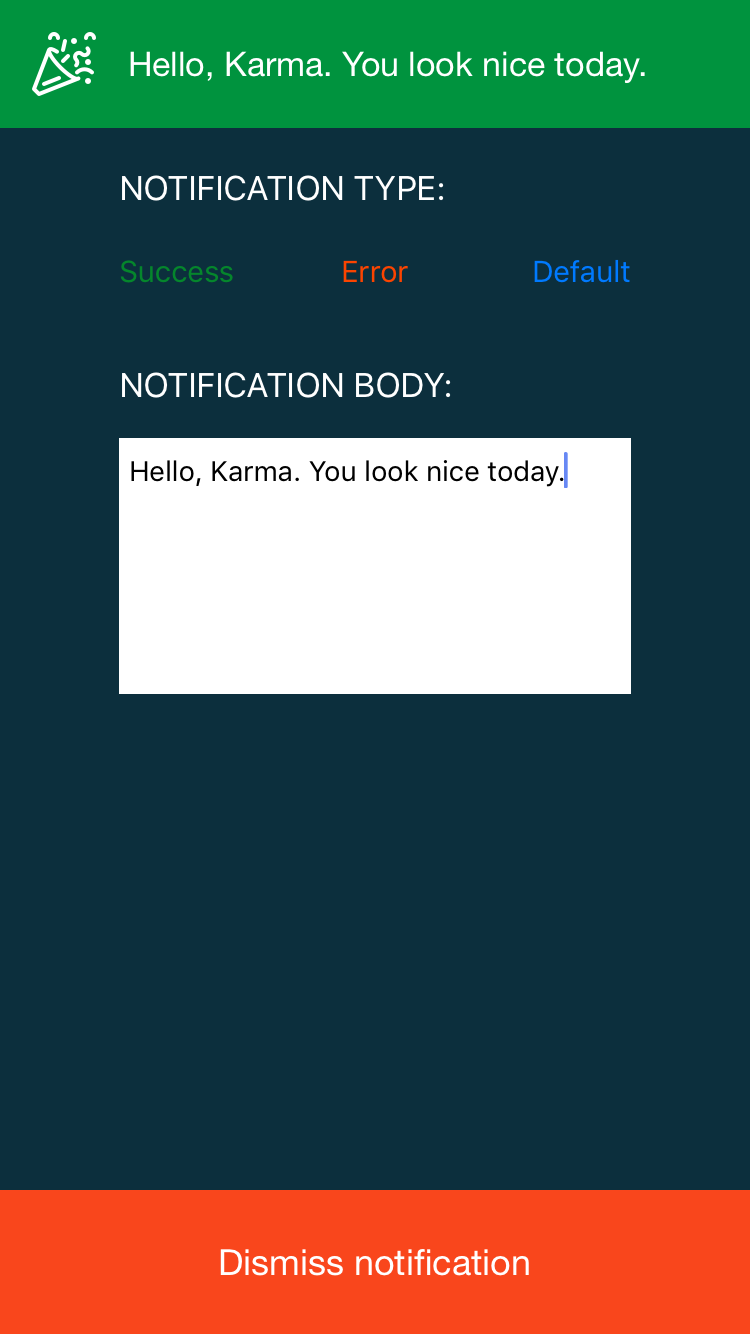 Hello, Karma. You look nice today.
NOTIFICATION TYPE:
Success Error Default
NOTIFICATION BODY:
Hello, Karma. You look nice today.
Dismiss notification